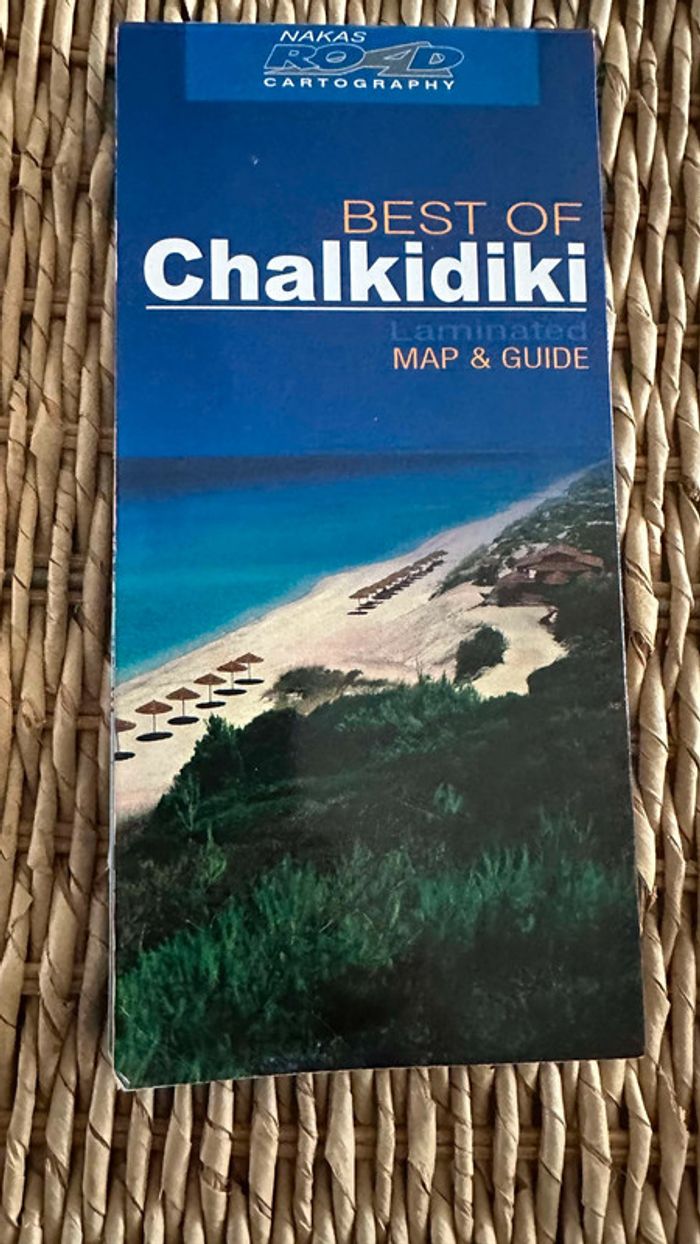 NAKAS
ROAD
CARTOGRAPHY
BEST OF
Chalkidiki
Laminated
MAP & GUIDE